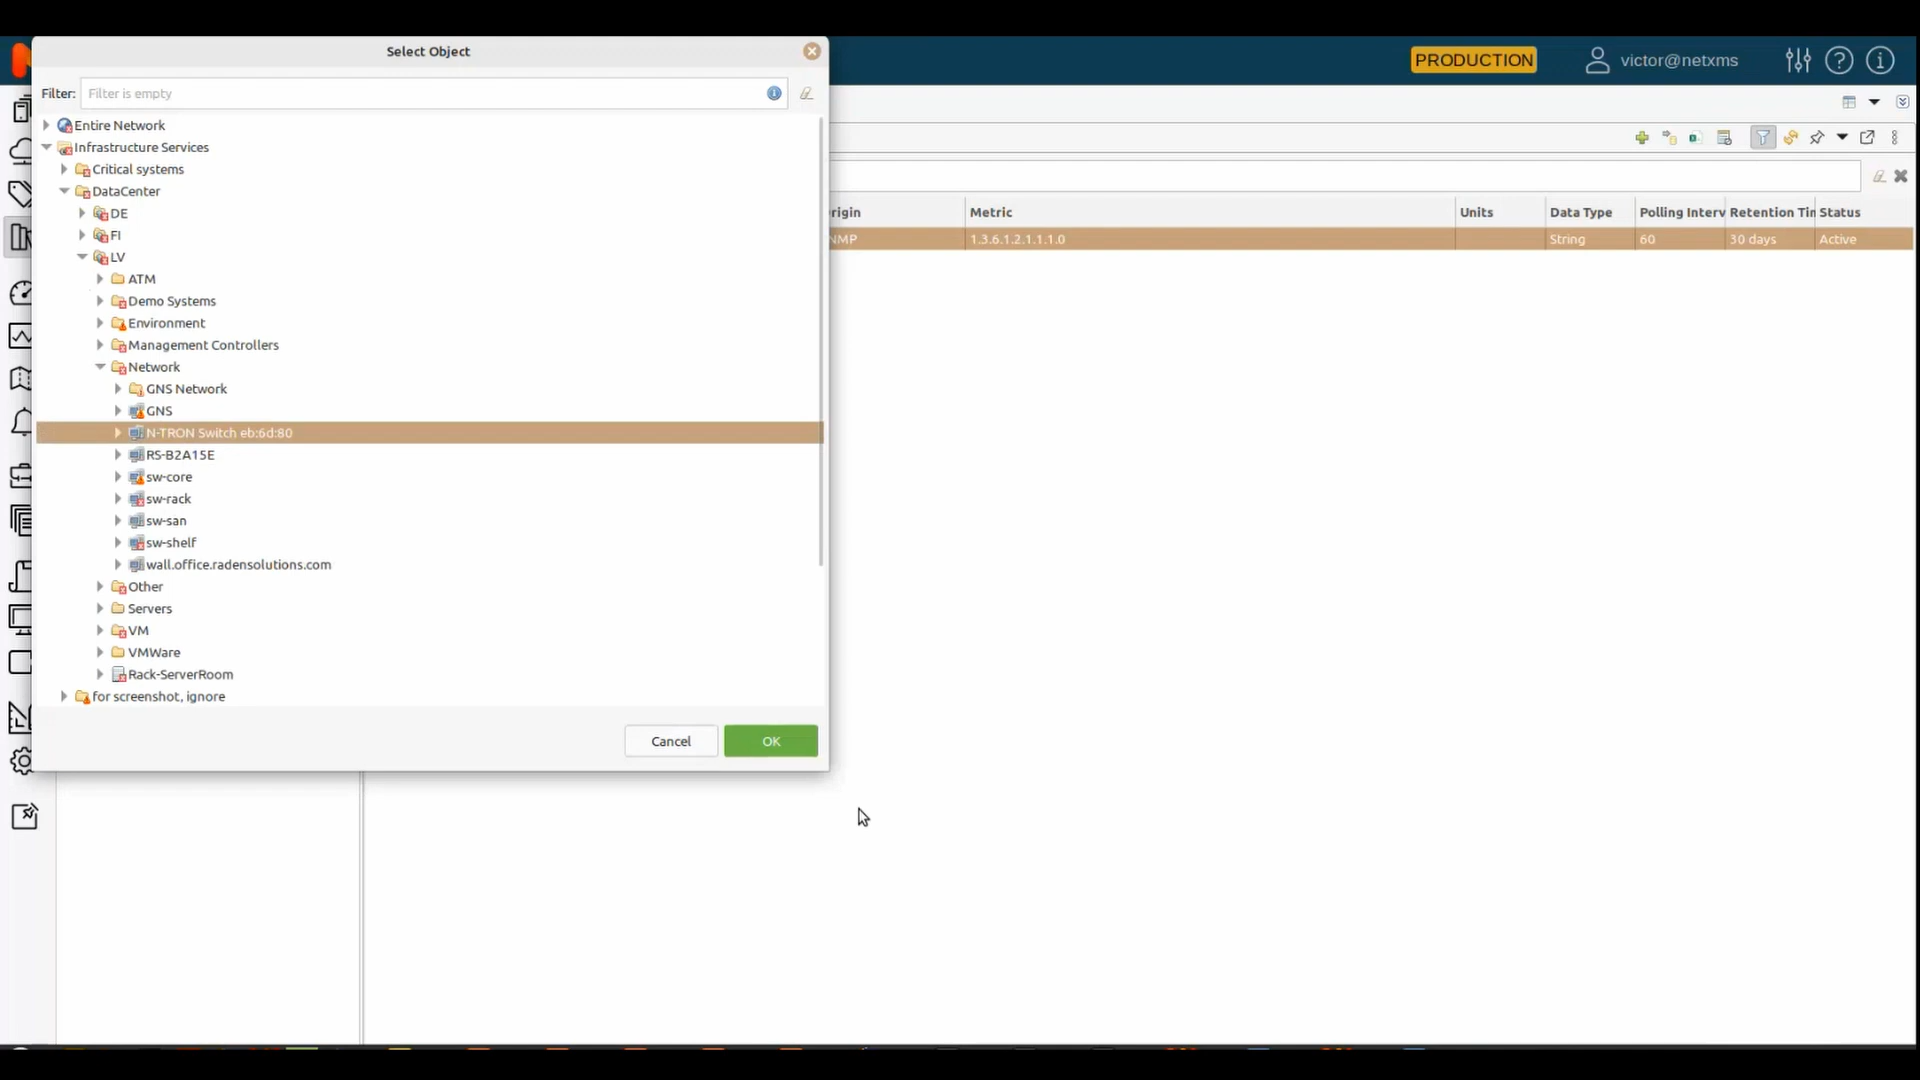 Select Object
PRODUCTION
victor@netxms
Filter: Filter is empty
Entire Network
Infrastructure Services
Critical systems
DataCenter
DE
FI
LV
ATM
Demo Systems
Environment
Management Controllers
Network
GNS Network
GNS
N-TRON Switch eb:6d:80
RS-B2A15E
sw-core
sw-rack
sw-san
sw-shelf
wall.office.radensolutions.com
Other
Servers
VM
VMWare
Rack-ServerRoom
for screenshot, ignore
Cancel
OK
rigin Metric Units Data Type Polling Interv Retention Tin Status
NMP 1.3.6.1.2.1.1.1.0 String 60 30 days Active